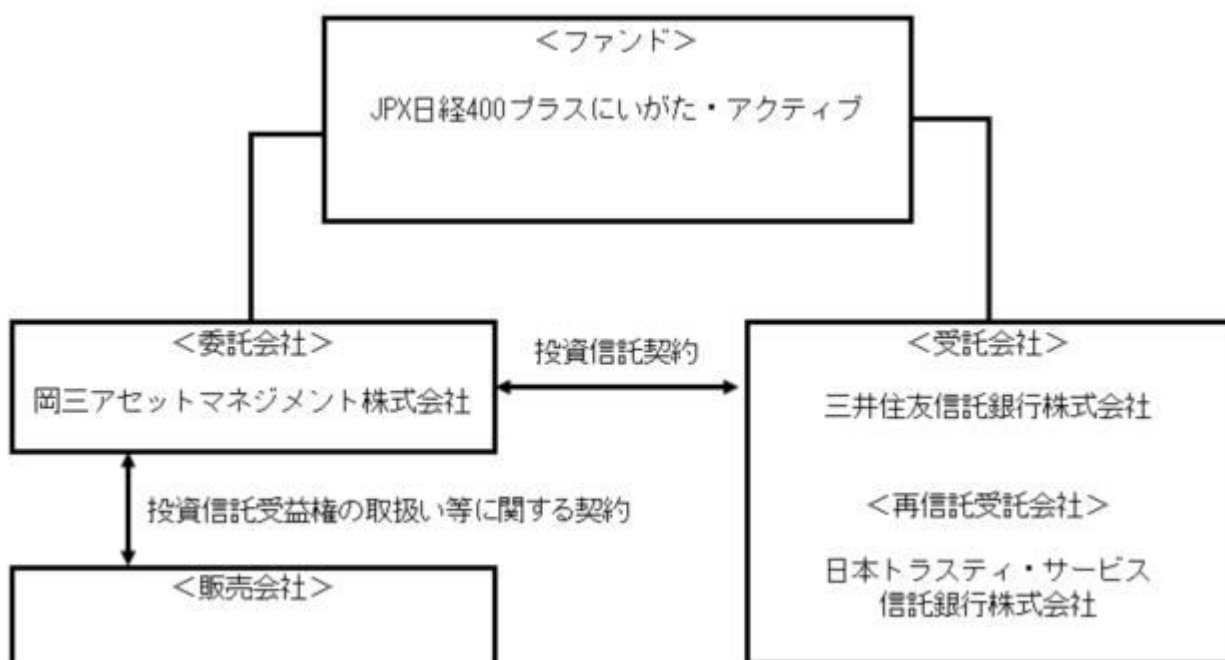 ＜ファンド＞
JPX日経400プラスにいがた・アクティブ
＜委託会社＞
岡三アセットマネジメント株式会社
投資信託契約
＜受託会社＞
三井住友信託銀行株式会社
＜再信託受託会社＞
日本トラスティ・サービス
信託銀行株式会社
投資信託受益権の取扱い等に関する契約
＜販売会社＞